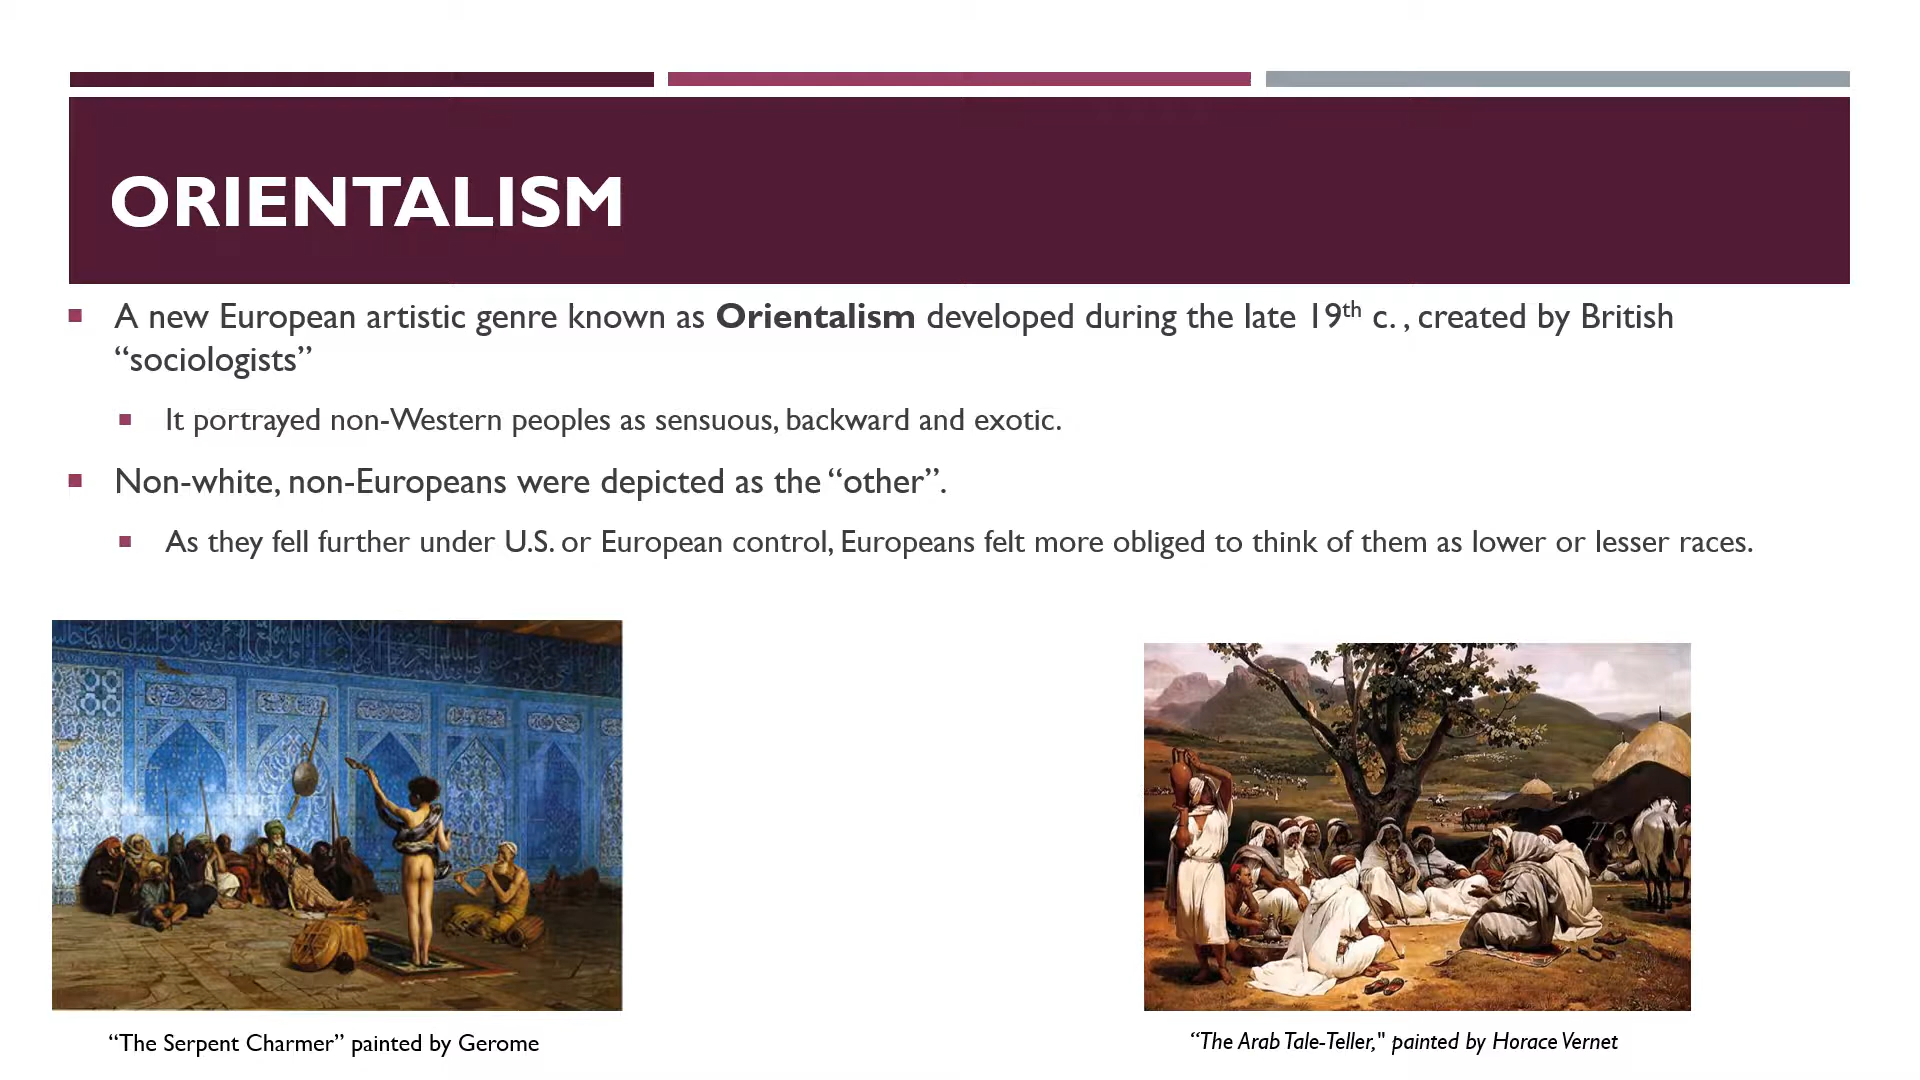 ORIENTALISM
A new European artistic genre known as Orientalism developed during the late 19th c. , created by British
“sociologists”
It portrayed non-Western peoples as sensuous, backward and exotic.
Non-white, non-Europeans were depicted as the “other”.
As they fell further under U.S. or European control, Europeans felt more obliged to think of them as lower or lesser races.
“The Serpent Charmer” painted by Gerome
“The Arab Tale-Teller," painted by Horace Vernet